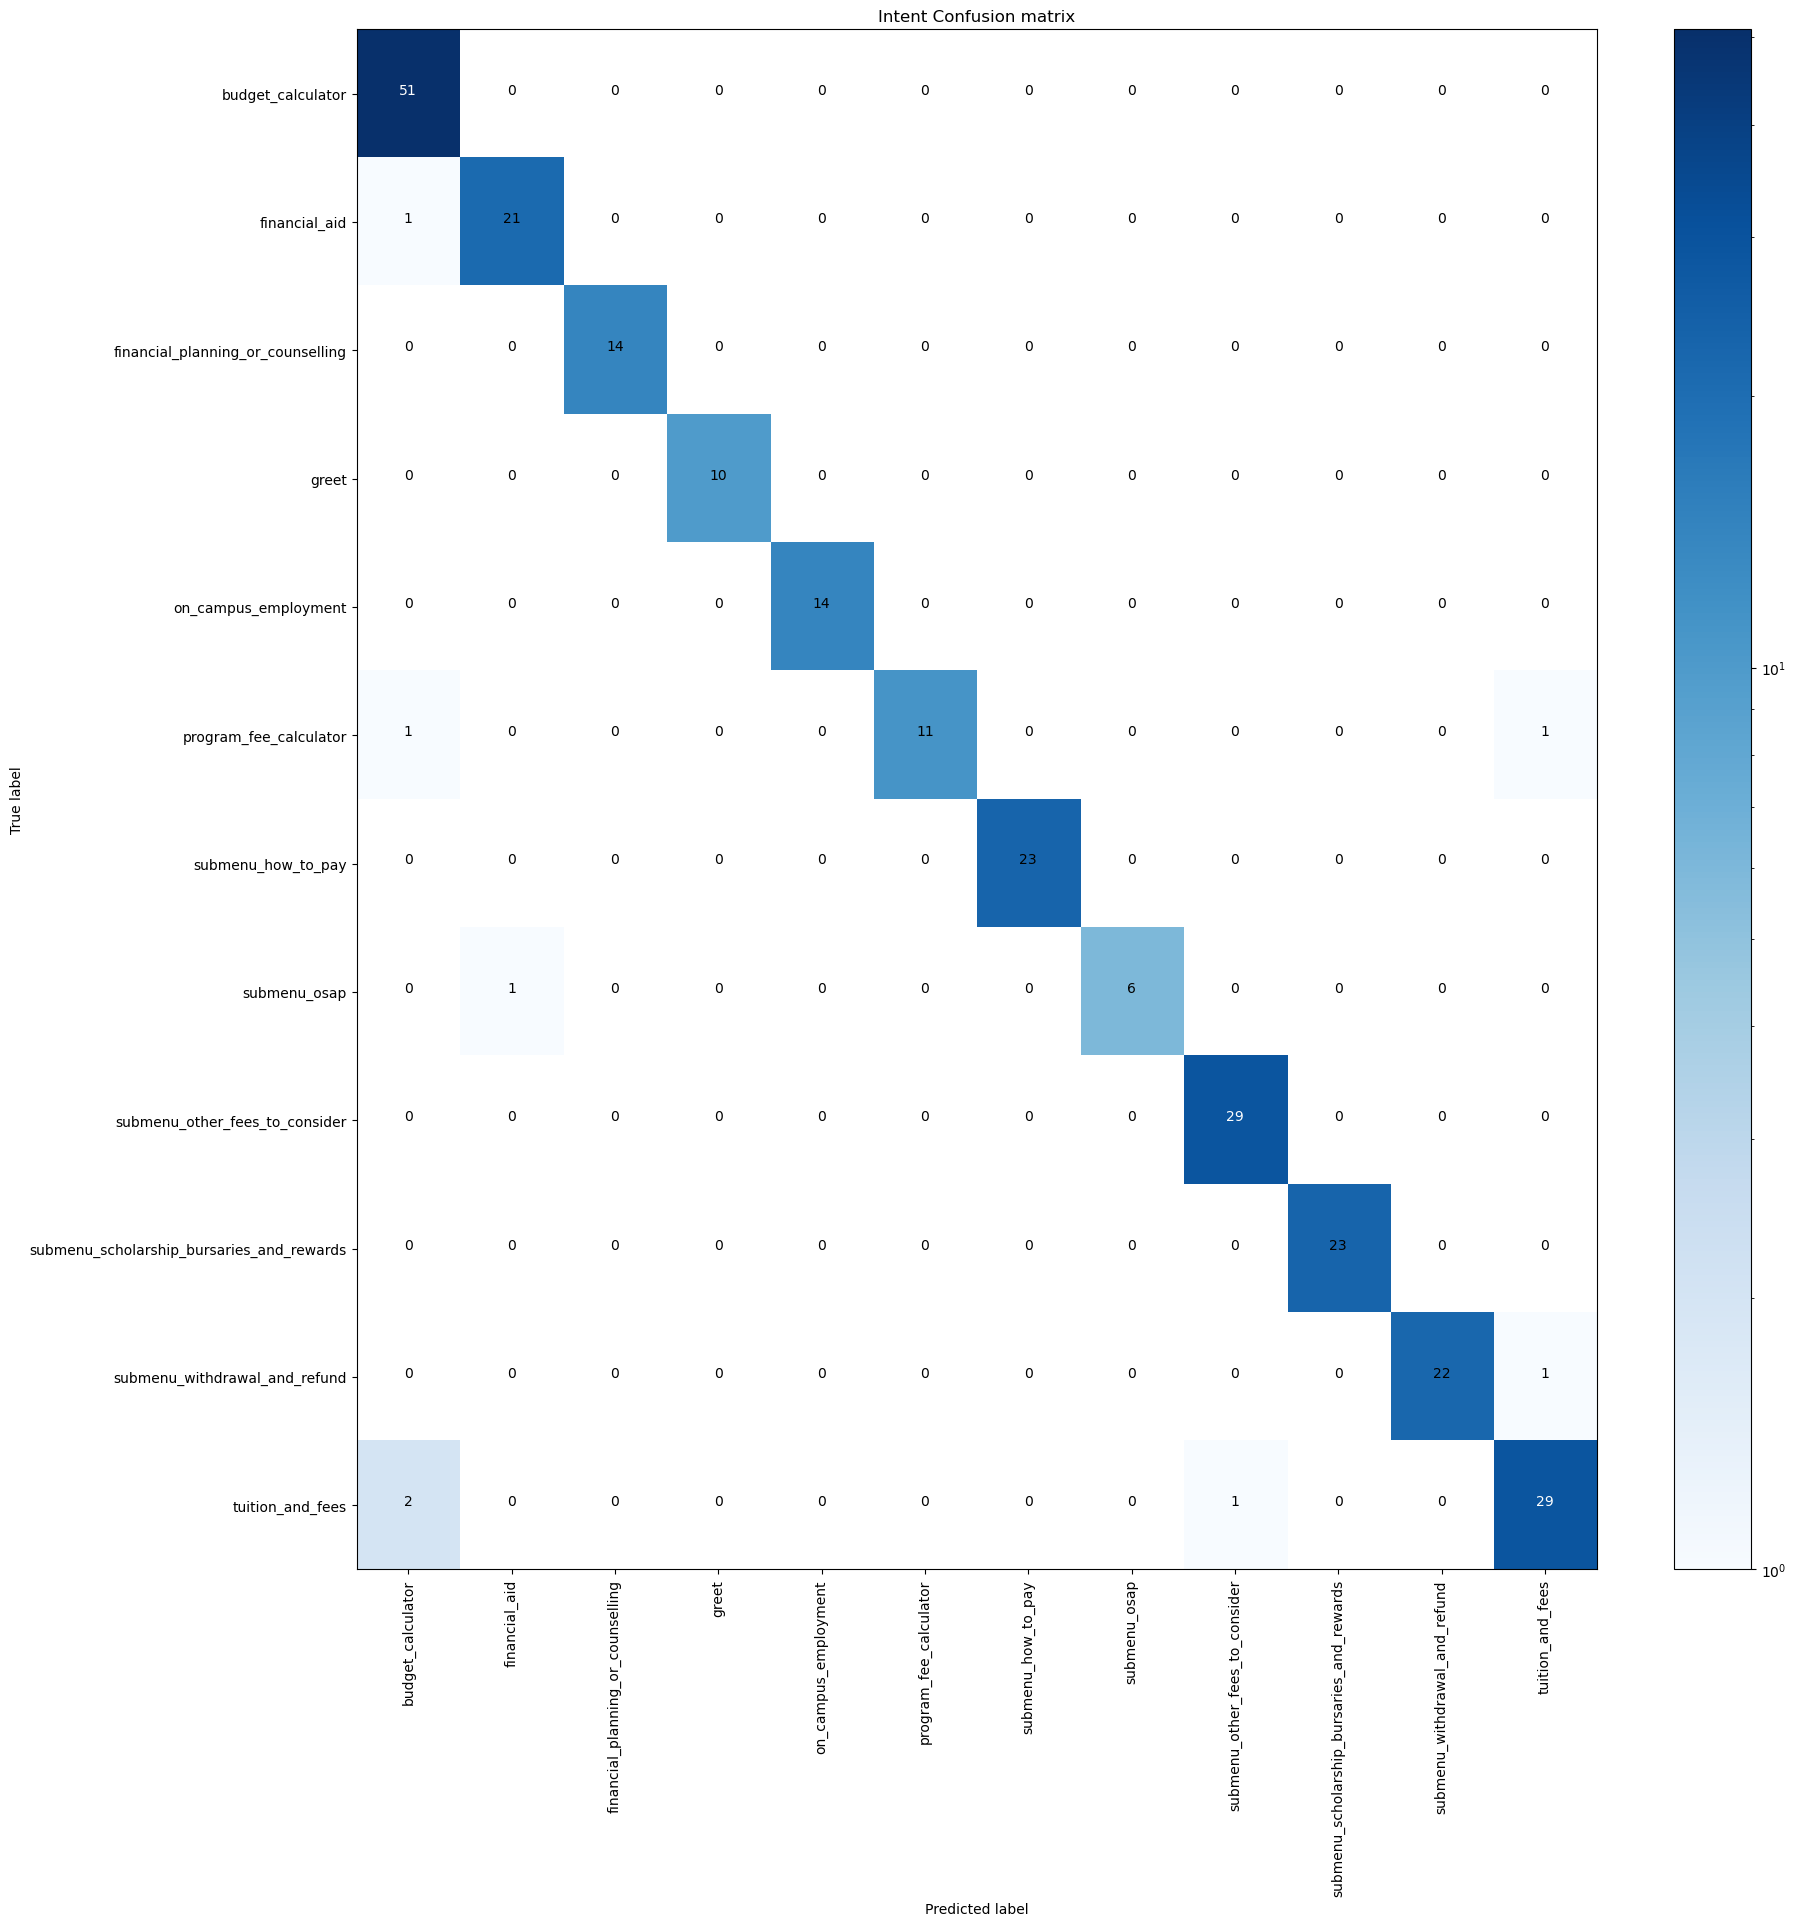 Intent Confusion matrix
budget_calculator 51 0 0 0 0 0 0 0 0 0 0 0
financial_aid 1 21 0 0 0 0 0 0 0 0 0 0
financial_planning_or_counselling 0 0 14 0 0 0 0 0 0 0 0 0
greet 0 0 0 10 0 0 0 0 0 0 0 0
on_campus_employment 0 0 0 0 14 0 0 0 0 0 0 0
program_fee_calculator 1 0 0 0 0 11 0 0 0 0 0 1
submenu_how_to_pay 0 0 0 0 0 0 23 0 0 0 0 0
submenu_osap 0 1 0 0 0 0 0 6 0 0 0 0
submenu_other_fees_to_consider 0 0 0 0 0 0 0 0 29 0 0 0
submenu_scholarship_bursaries_and_rewards 0 0 0 0 0 0 0 0 0 23 0 0
submenu_withdrawal_and_refund 0 0 0 0 0 0 0 0 0 0 22 1
tuition_and_fees 2 0 0 0 0 0 0 0 1 0 0 29
True label
budget_calculator
financial_aid
financial_planning_or_counselling
greet
on_campus_employment
program_fee_calculator
submenu_how_to_pay
submenu_osap
submenu_other_fees_to_consider
submenu_scholarship_bursaries_and_rewards
submenu_withdrawal_and_refund
tuition_and_fees
Predicted label
10¹
10⁰